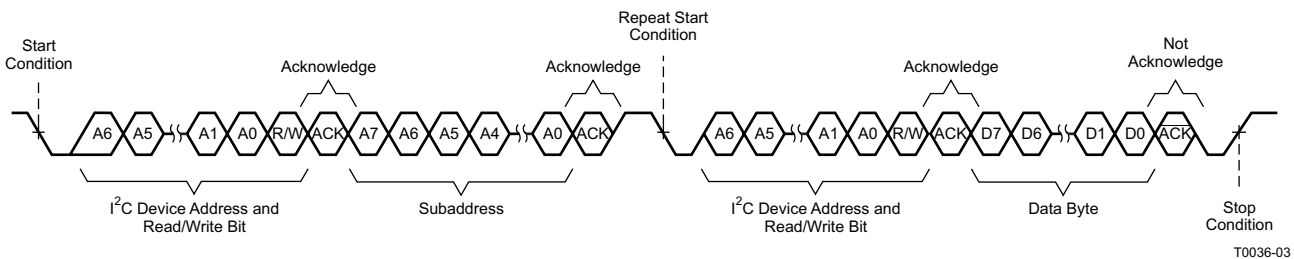 Repeat Start
Condition
Start
Condition
Not
Acknowledge
Acknowledge
Acknowledge
Acknowledge
A6 A5 A1 A0 R/W ACK A7 A6 A5 A4 A0 ACK A6 A5 A1 A0 R/W ACK D7 D6 D1 D0 ACK
I2C Device Address and
Read/Write Bit
Subaddress
I2C Device Address and
Read/Write Bit
Data Byte
Stop
Condition
T0036-03